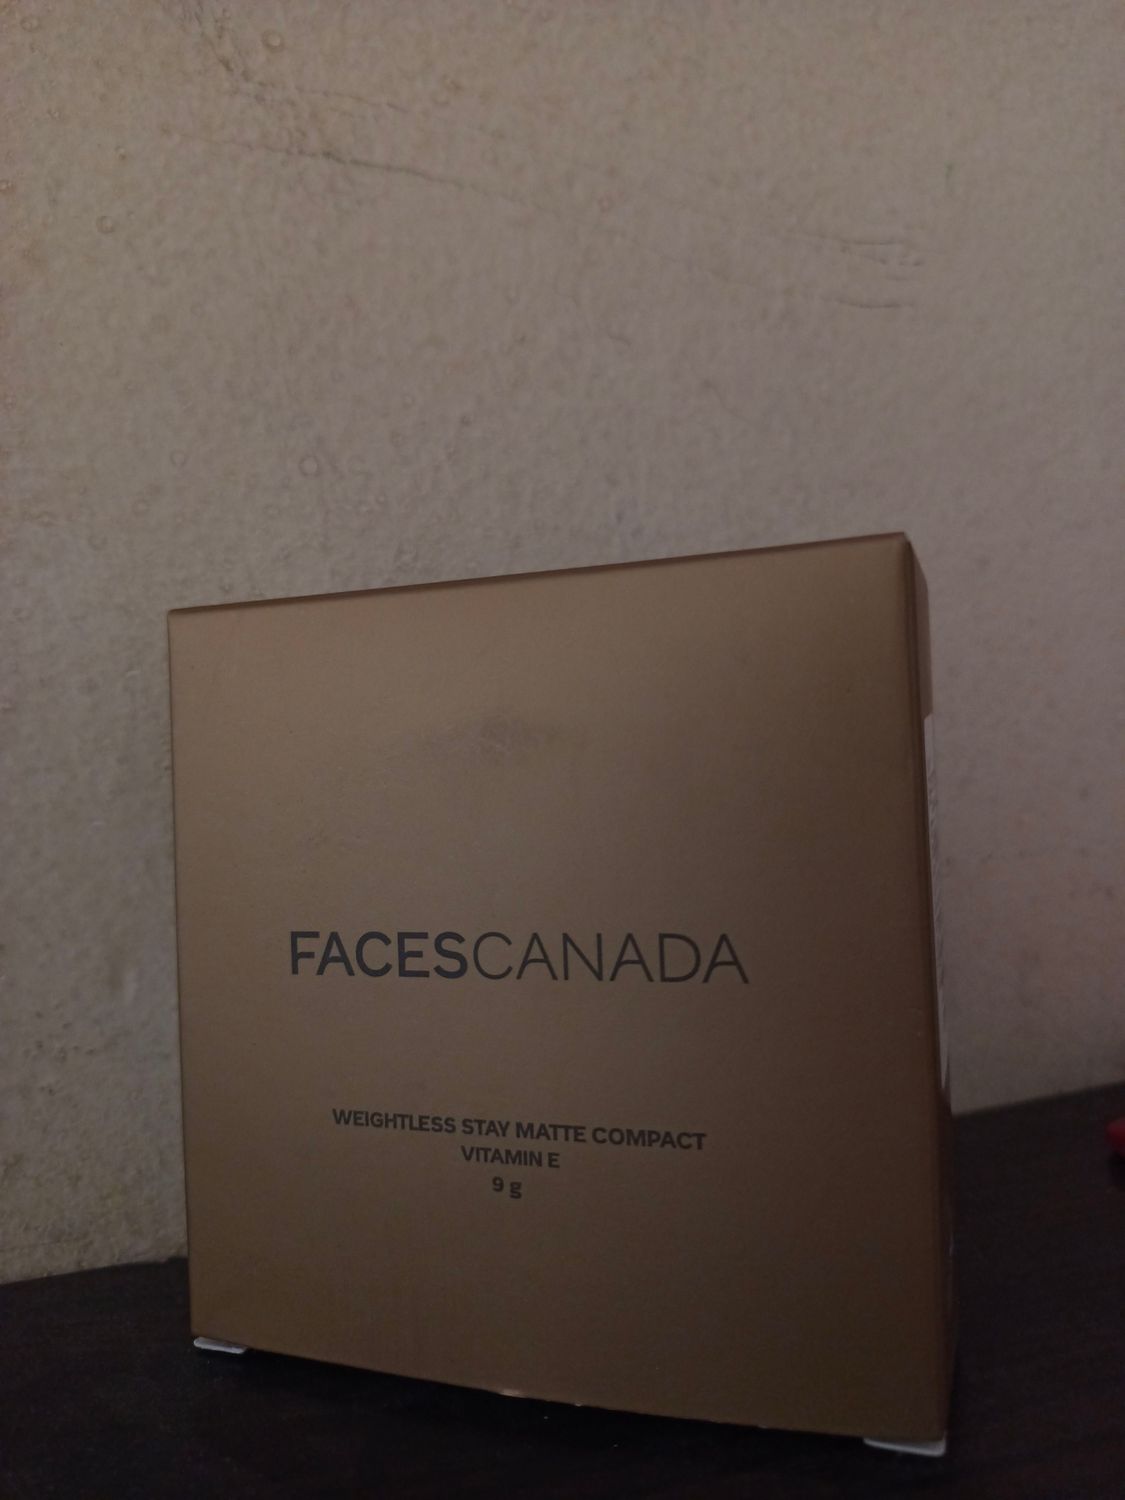 FACESCANADA
WEIGHTLESS STAY MATTE COMPACT
VITAMIN E
9 g